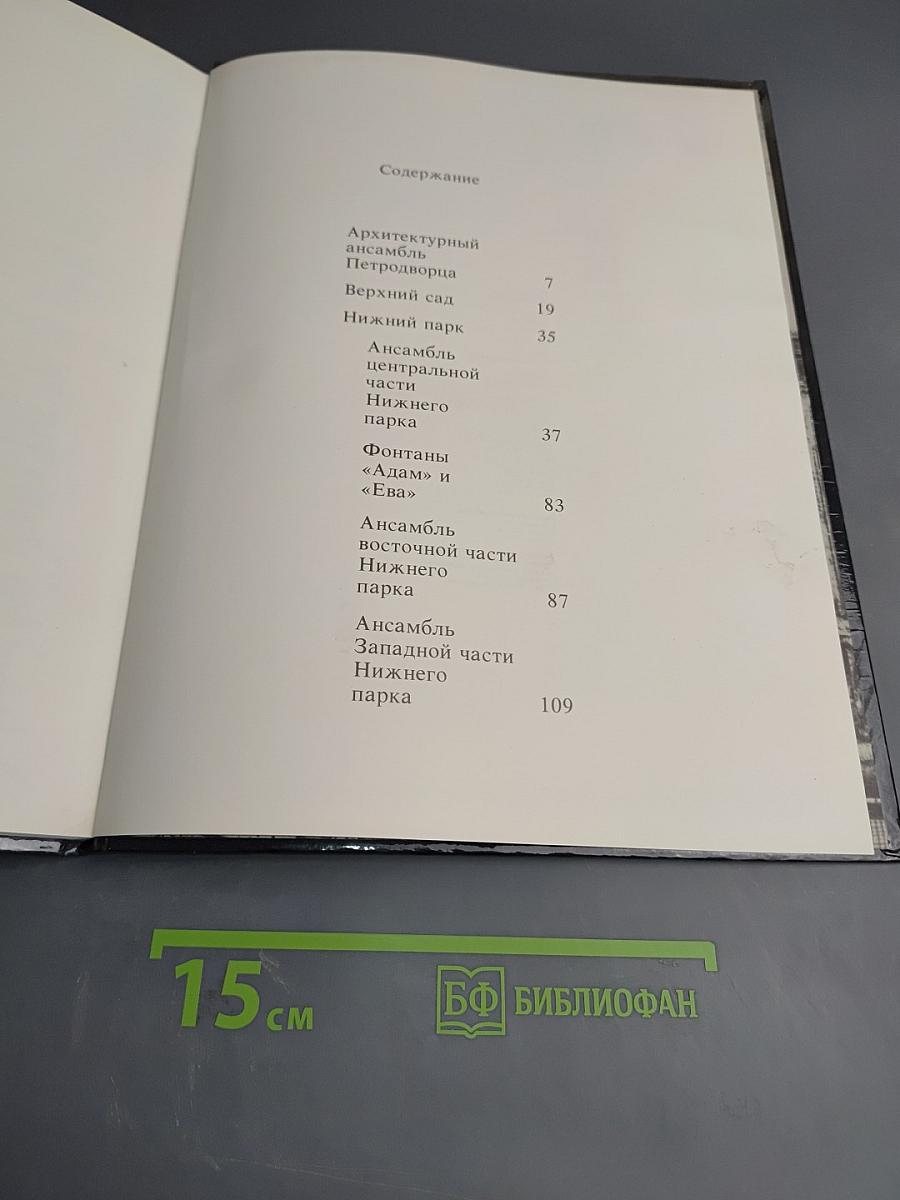 Содержание
Архитектурный
ансамбль
Петродворца 7
Верхний сад 19
Нижний парк 35
Ансамбль
центральной
части
Нижнего
парка 37
Фонтаны
«Адам» и
«Ева» 83
Ансамбль
восточной части
Нижнего
парка 87
Ансамбль
Западной части
Нижнего
парка 109
15 см
БФ БИБЛИОФАН